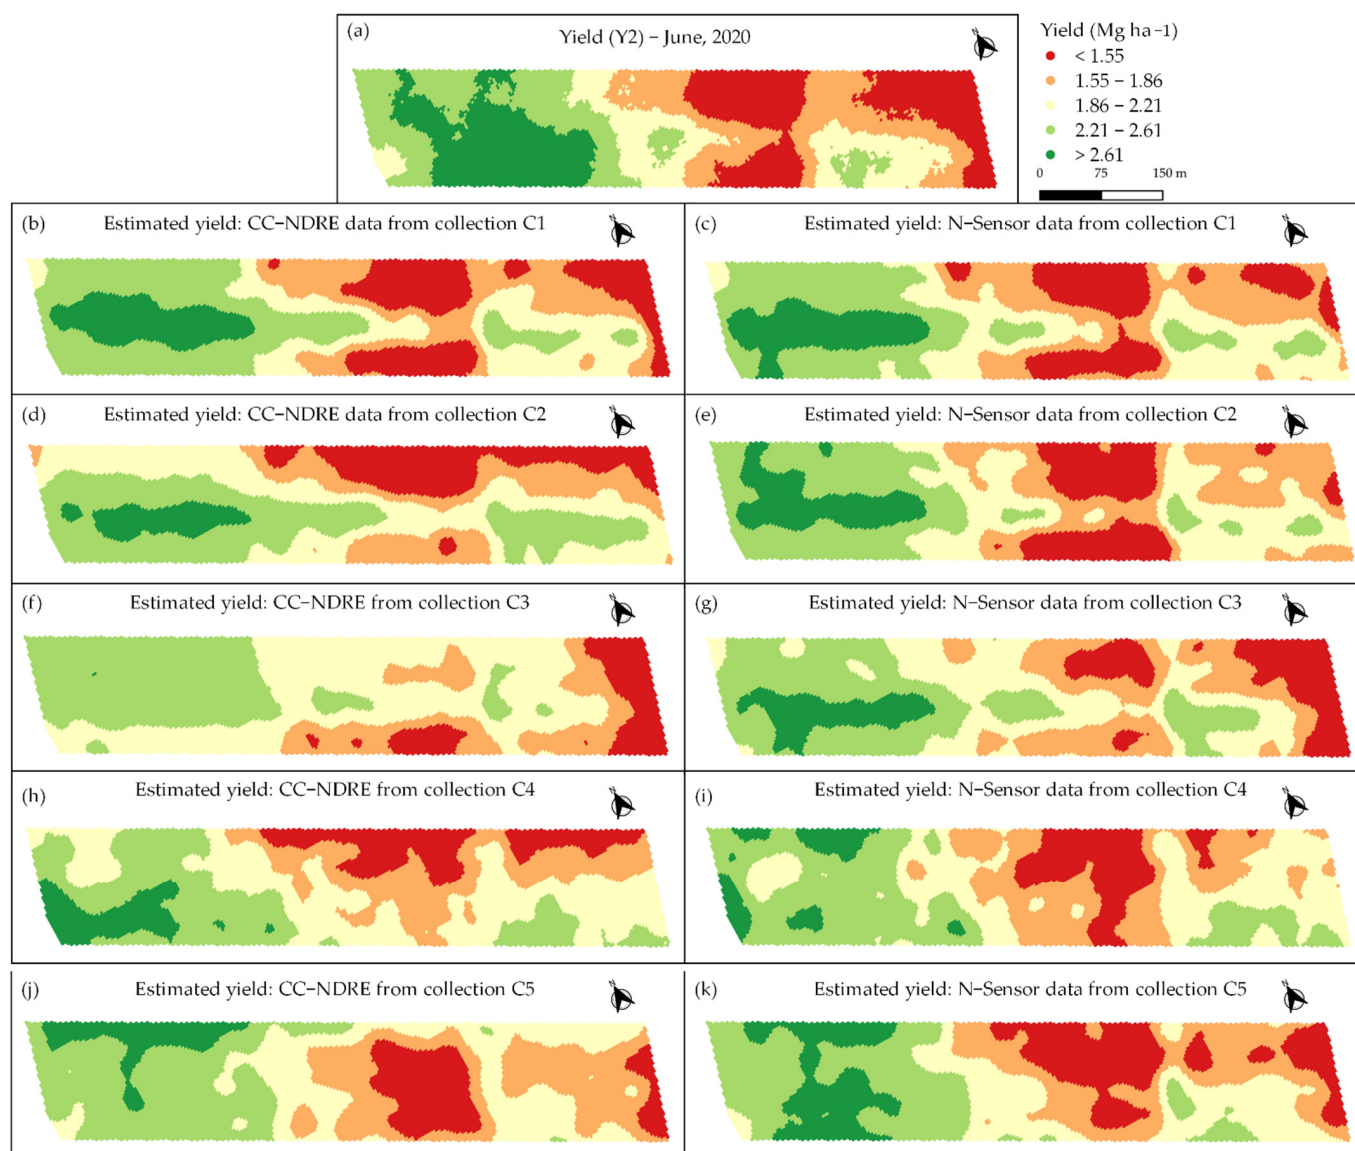 (a)
Yield (Y2) – June, 2020
N
Yield (Mg ha –1)
< 1.55
1.55 – 1.86
1.86 – 2.21
2.21 – 2.61
> 2.61
0 75 150 m
(b) Estimated yield: CC–NDRE data from collection C1
N
(c) Estimated yield: N–Sensor data from collection C1
N
(d) Estimated yield: CC–NDRE data from collection C2
N
(e) Estimated yield: N–Sensor data from collection C2
N
(f) Estimated yield: CC–NDRE from collection C3
N
(g) Estimated yield: N–Sensor data from collection C3
N
(h) Estimated yield: CC–NDRE from collection C4
N
(i) Estimated yield: N–Sensor data from collection C4
N
(j) Estimated yield: CC–NDRE from collection C5
N
(k) Estimated yield: N–Sensor data from collection C5
N